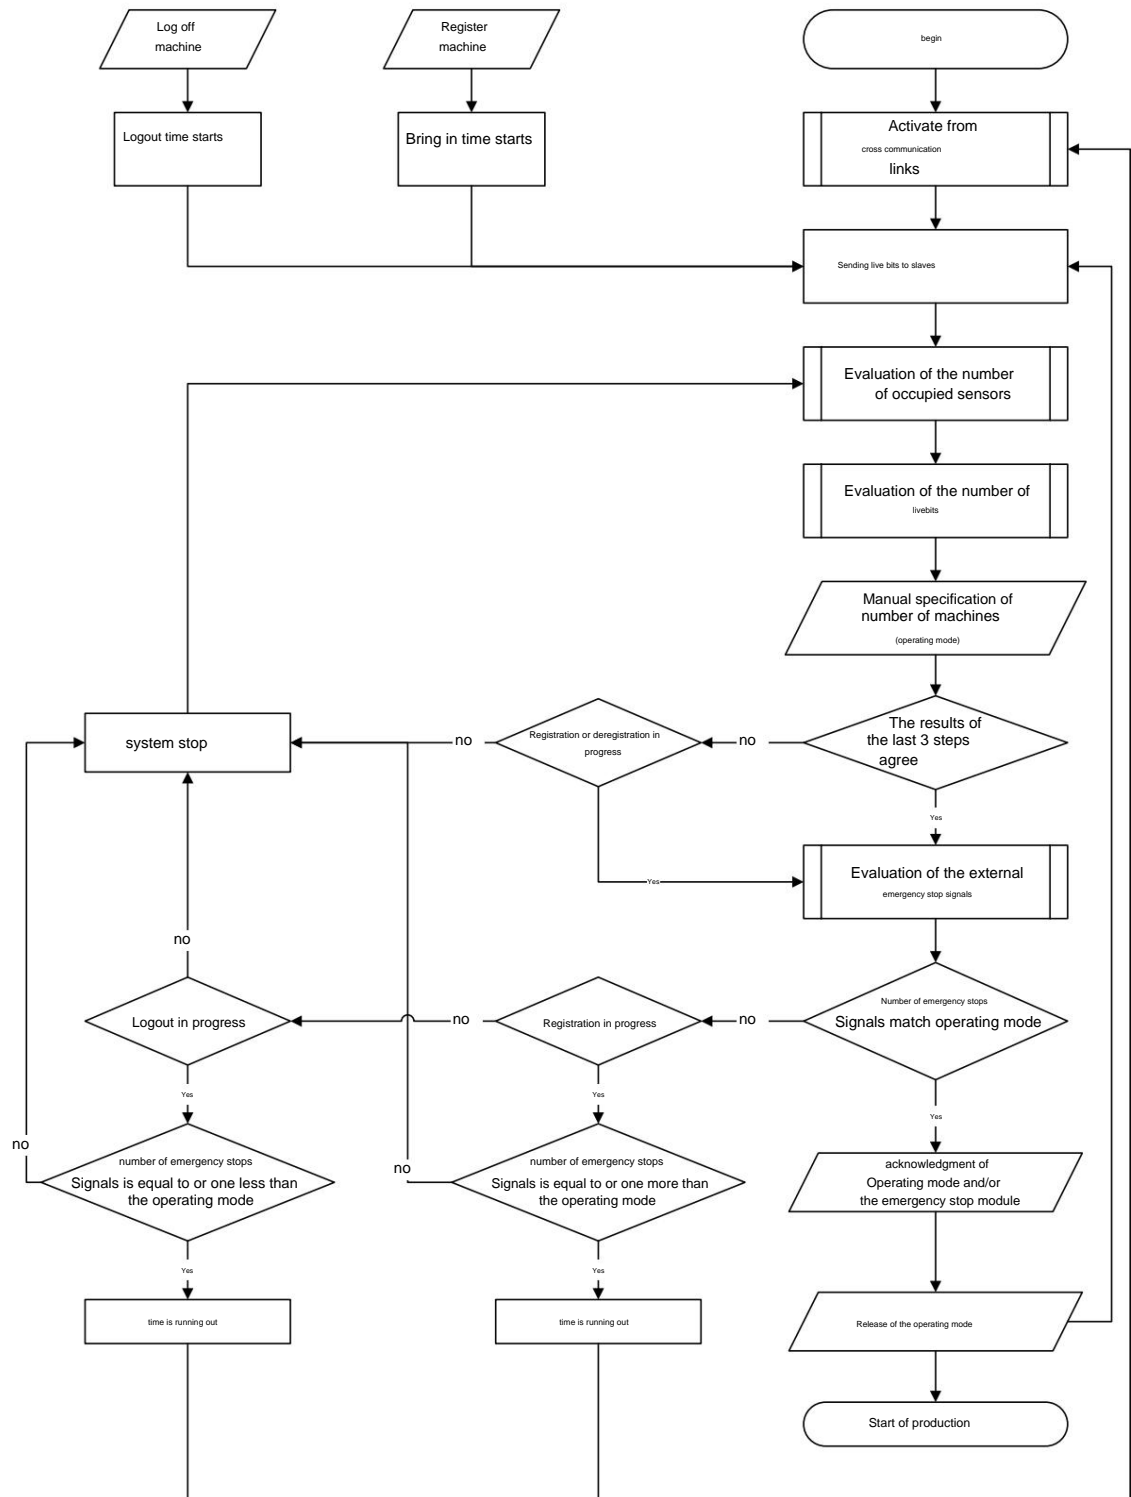 Log off
machine
Register
machine
begin
Logout time starts
Bring in time starts
Activate from
cross communication
links
Sending live bits to slaves
Evaluation of the number
of occupied sensors
Evaluation of the number of
livebits
Manual specification of
number of machines
(operating mode)
The results of
the last 3 steps
agree
no
Registration or deregistration in
progress
no
system stop
Yes
Yes
Evaluation of the external
emergency stop signals
no
Number of emergency stops
Signals match operating mode
no
Registration in progress
no
Logout in progress
Yes
Yes
Yes
no
number of emergency stops
Signals is equal to or one less than
the operating mode
no
number of emergency stops
Signals is equal to or one more than
the operating mode
acknowledgment of
Operating mode and/or
the emergency stop module
Yes
Yes
time is running out
time is running out
Release of the operating mode
Start of production